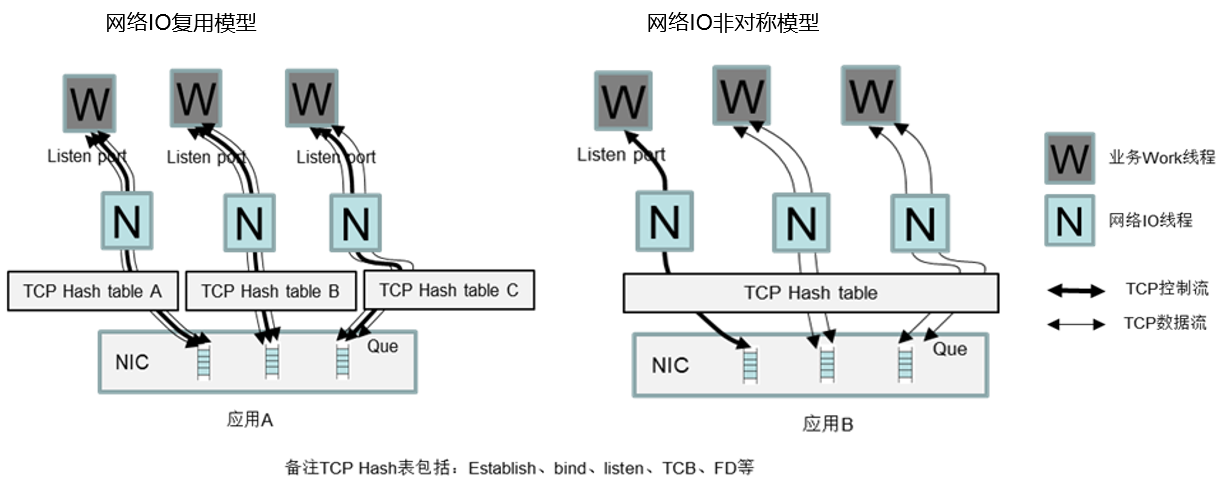 网络IO复用模型
网络IO非对称模型
W
W
W
W
W
W
Listen port
Listen port
Listen port
Listen port
N
N
N
N
N
N
TCP Hash table A
TCP Hash table B
TCP Hash table C
TCP Hash table
NIC
Que
NIC
Que
应用A
应用B
W
业务Work线程
N
网络IO线程
TCP控制流
TCP数据流
备注TCP Hash表包括：Establish、bind、listen、TCB、FD等